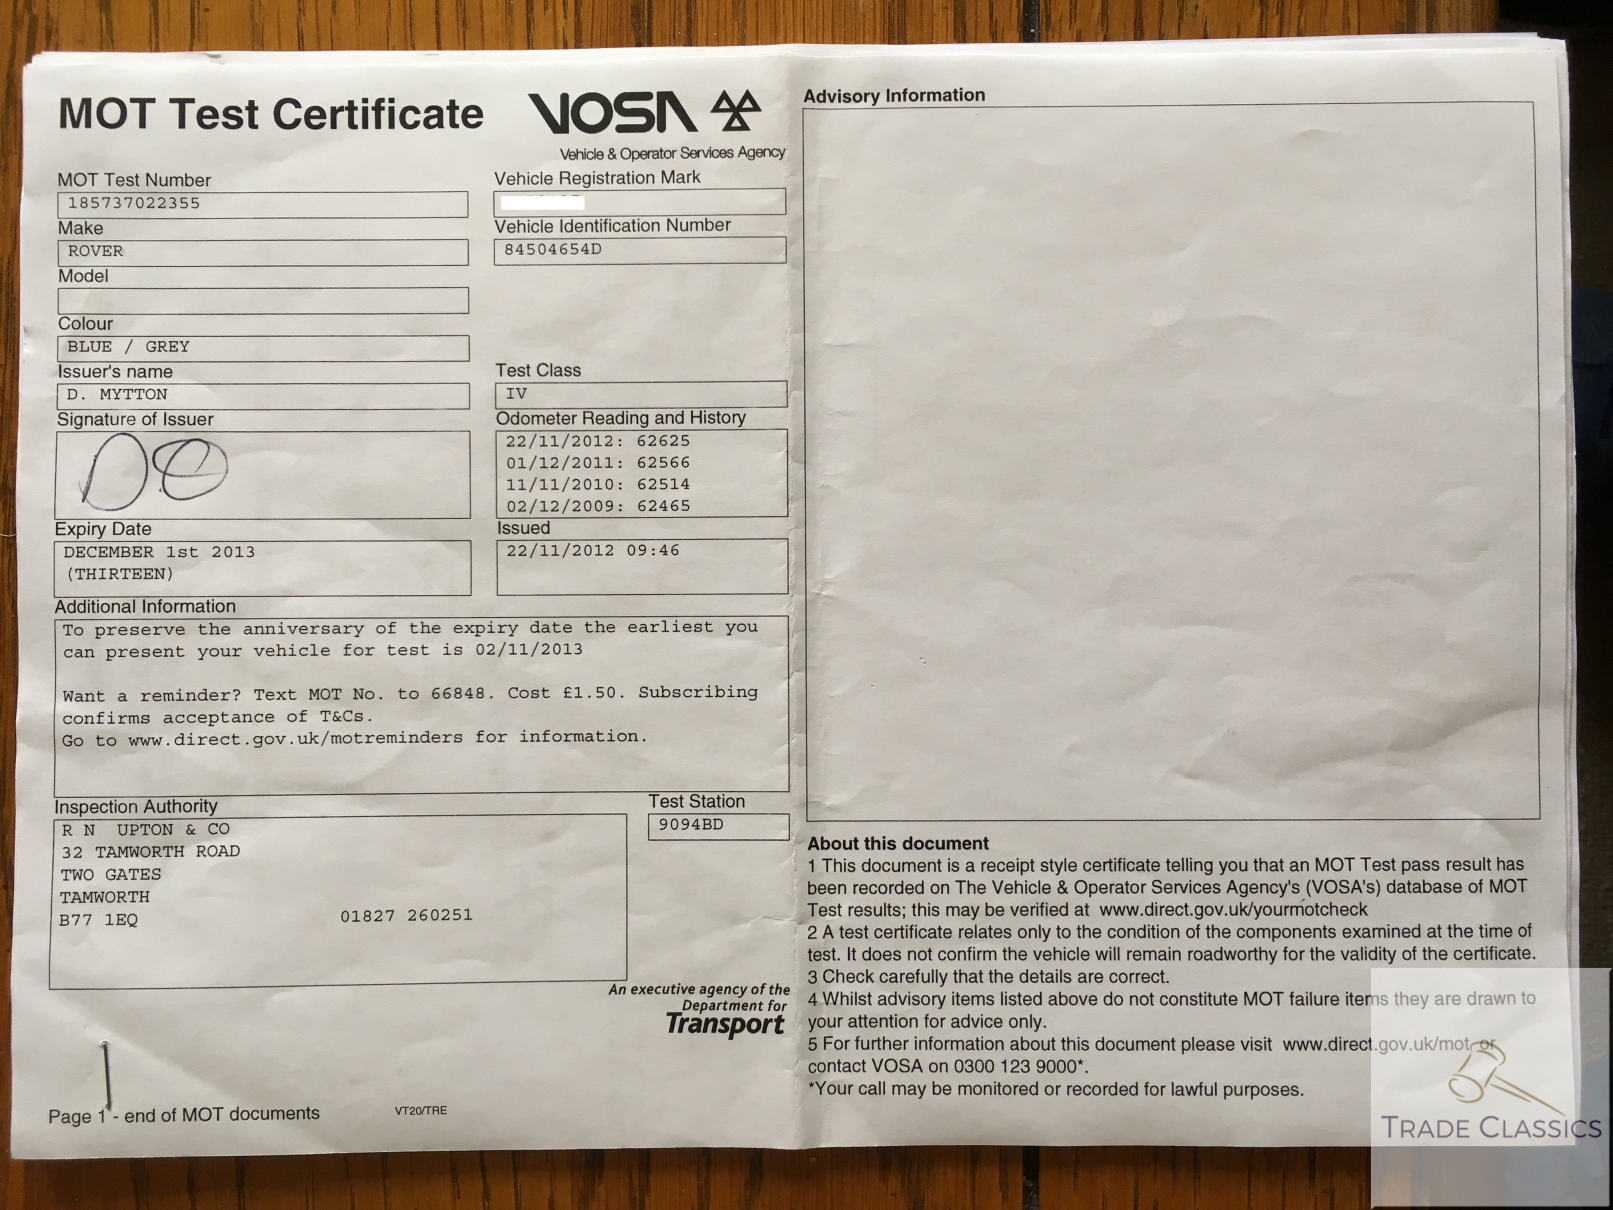 MOT Test Certificate
VOSA
Vehicle & Operator Services Agency
MOT Test Number
185737022355
Vehicle Registration Mark
Make
ROVER
Vehicle Identification Number
84504654D
Model
Colour
BLUE / GREY
Issuer's name
D. MYTTON
Test Class
IV
Signature of Issuer
Odometer Reading and History
22/11/2012: 62625
01/12/2011: 62566
11/11/2010: 62514
02/12/2009: 62465
Expiry Date
DECEMBER 1st 2013
(THIRTEEN)
Issued
22/11/2012 09:46
Additional Information
To preserve the anniversary of the expiry date the earliest you
can present your vehicle for test is 02/11/2013
Want a reminder? Text MOT No. to 66848. Cost £1.50. Subscribing
confirms acceptance of T&Cs.
Go to www.direct.gov.uk/motreminders for information.
Inspection Authority
R N UPTON & CO
32 TAMWORTH ROAD
TWO GATES
TAMWORTH
B77 1EQ 01827 260251
Test Station
9094BD
An executive agency of the
Department for
Transport
Page 1 - end of MOT documents
VT20/TRE
Advisory Information
About this document
1 This document is a receipt style certificate telling you that an MOT Test pass result has
been recorded on The Vehicle & Operator Services Agency's (VOSA's) database of MOT
Test results; this may be verified at www.direct.gov.uk/yourmotcheck
2 A test certificate relates only to the condition of the components examined at the time of
test. It does not confirm the vehicle will remain roadworthy for the validity of the certificate.
3 Check carefully that the details are correct.
4 Whilst advisory items listed above do not constitute MOT failure items they are drawn to
your attention for advice only.
5 For further information about this document please visit www.direct.gov.uk/mot or
contact VOSA on 0300 123 9000*.
*Your call may be monitored or recorded for lawful purposes.
TRADE CLASSICS